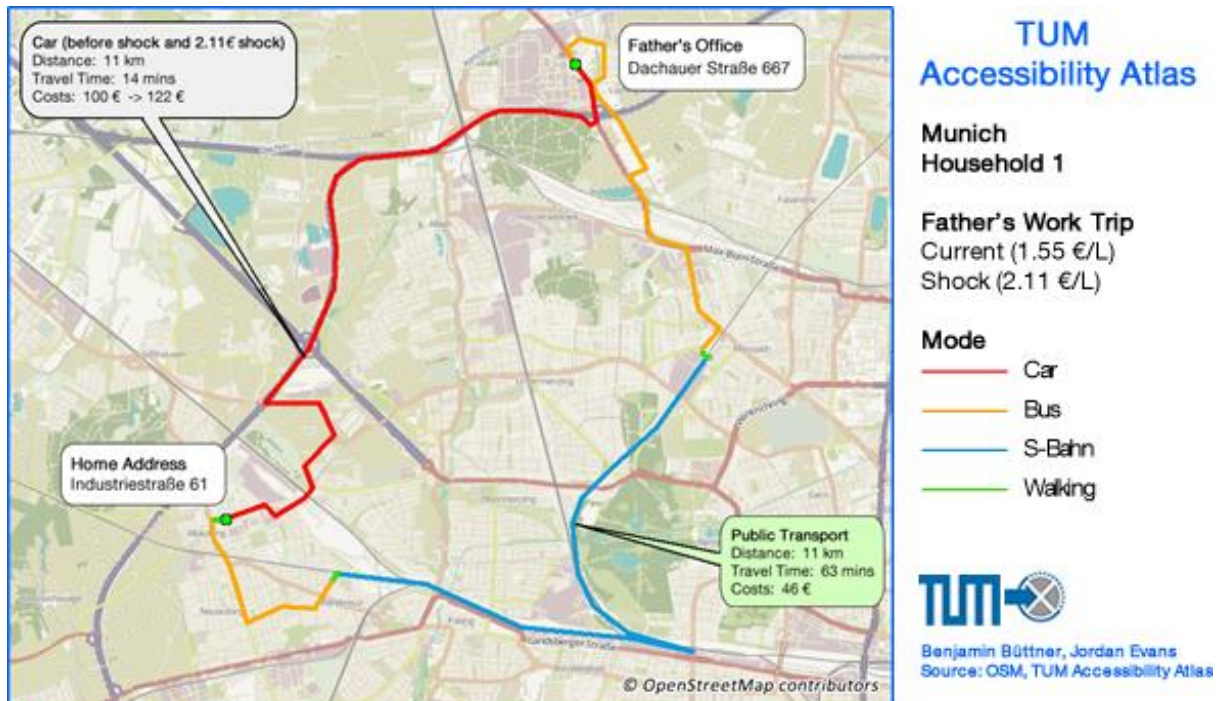 Car (before shock and 2.11€ shock)
Distance: 11 km
Travel Time: 14 mins
Costs: 100 € -> 122 €
Father's Office
Dachauer Straße 667
Home Address
Industriestraße 61
Public Transport
Distance: 11 km
Travel Time: 63 mins
Costs: 46 €
Landsberger Straße
© OpenStreetMap contributors
TUM
Accessibility Atlas
Munich
Household 1
Father's Work Trip
Current (1.55 €/L)
Shock (2.11 €/L)
Mode
Car
Bus
S-Bahn
Walking
TUM
Benjamin Büttner, Jordan Evans
Source: OSM, TUM Accessibility Atlas